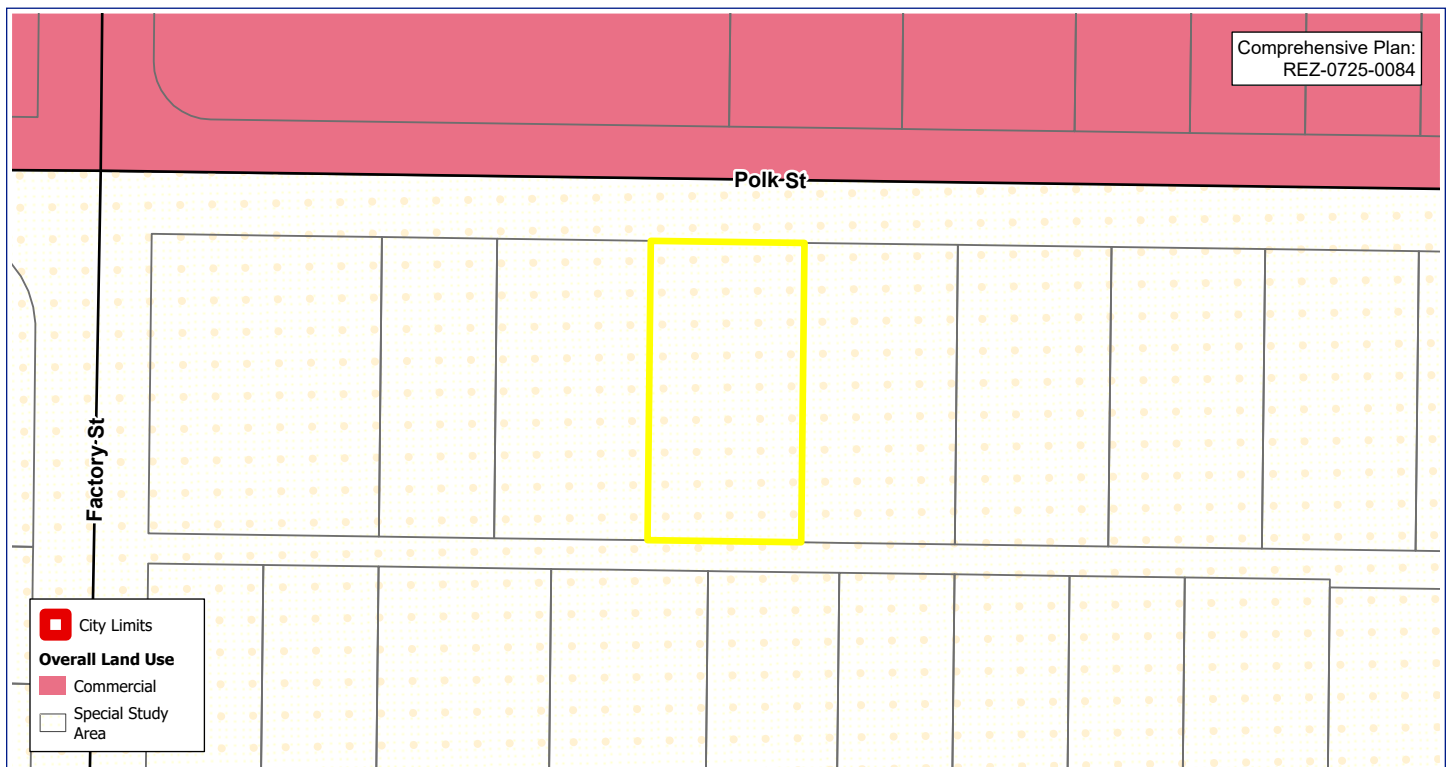 Comprehensive Plan:
REZ-0725-0084
Polk St
Factory St
City Limits
Overall Land Use
Commercial
Special Study
Area